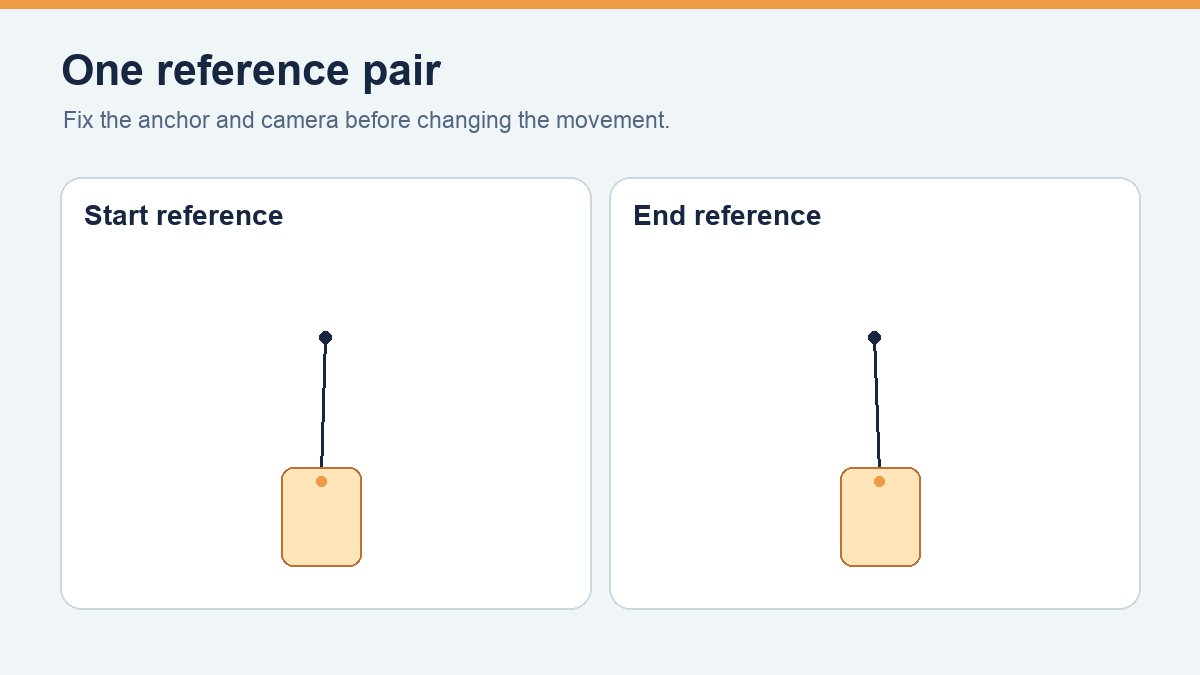 One reference pair
Fix the anchor and camera before changing the movement.
Start reference
End reference